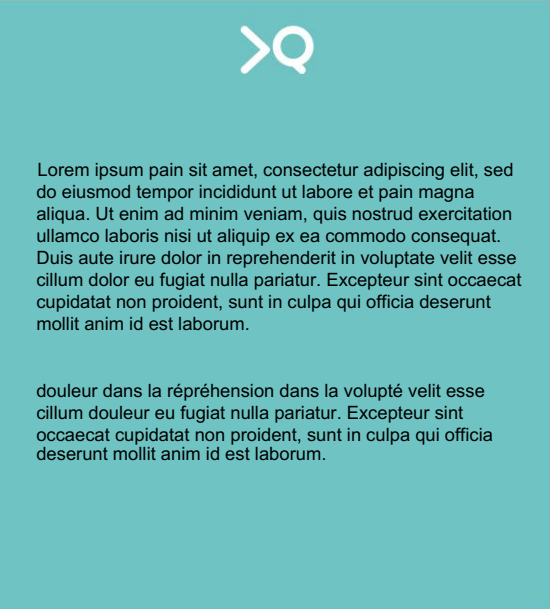 >Q
Lorem ipsum pain sit amet, consectetur adipiscing elit, sed
do eiusmod tempor incididunt ut labore et pain magna
aliqua. Ut enim ad minim veniam, quis nostrud exercitation
ullamco laboris nisi ut aliquip ex ea commodo consequat.
Duis aute irure dolor in reprehenderit in voluptate velit esse
cillum dolor eu fugiat nulla pariatur. Excepteur sint occaecat
cupidatat non proident, sunt in culpa qui officia deserunt
mollit anim id est laborum.
douleur dans la répréhension dans la volupté velit esse
cillum douleur eu fugiat nulla pariatur. Excepteur sint
occaecat cupidatat non proident, sunt in culpa qui officia
deserunt mollit anim id est laborum.